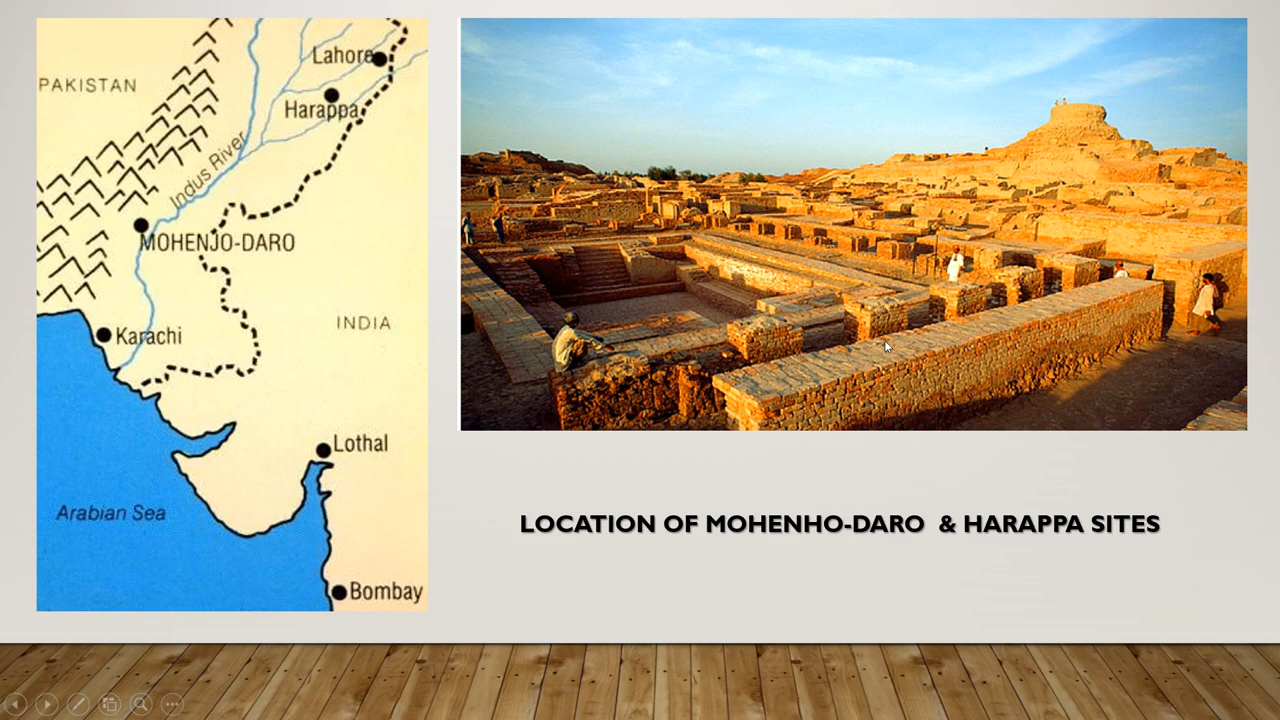 Lahore
PAKISTAN
Harappa
Indus River
MOHENJO-DARO
INDIA
Karachi
Lothal
Arabian Sea
Bombay
LOCATION OF MOHENHO-DARO & HARAPPA SITES